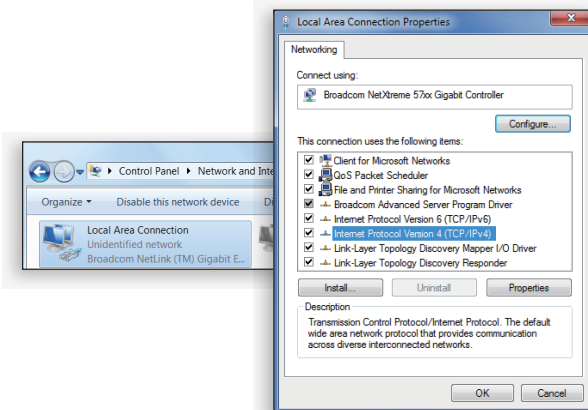 Control Panel ▸ Network and Inte
Organize ▾ Disable this network device Di
Local Area Connection
Unidentified network
Broadcom NetLink (TM) Gigabit E...
Local Area Connection Properties
Networking
Connect using:
Broadcom NetXtreme 57xx Gigabit Controller
Configure...
This connection uses the following items:
Client for Microsoft Networks
QoS Packet Scheduler
File and Printer Sharing for Microsoft Networks
Broadcom Advanced Server Program Driver
Internet Protocol Version 6 (TCP/IPv6)
Internet Protocol Version 4 (TCP/IPv4)
Link-Layer Topology Discovery Mapper I/O Driver
Link-Layer Topology Discovery Responder
Install... Uninstall Properties
Description
Transmission Control Protocol/Internet Protocol. The default
wide area network protocol that provides communication
across diverse interconnected networks.
OK Cancel